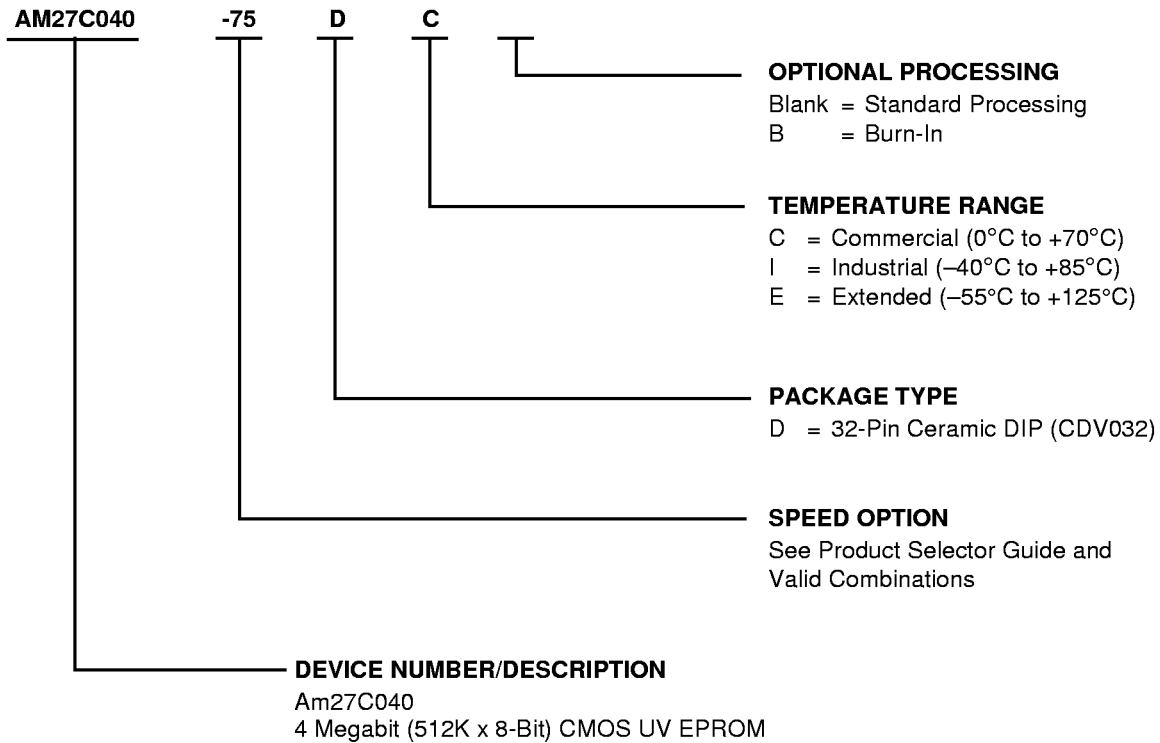 AM27C040 -75 D C
OPTIONAL PROCESSING
Blank = Standard Processing
B = Burn-In
TEMPERATURE RANGE
C = Commercial (0°C to +70°C)
I = Industrial (–40°C to +85°C)
E = Extended (–55°C to +125°C)
PACKAGE TYPE
D = 32-Pin Ceramic DIP (CDV032)
SPEED OPTION
See Product Selector Guide and
Valid Combinations
DEVICE NUMBER/DESCRIPTION
Am27C040
4 Megabit (512K x 8-Bit) CMOS UV EPROM